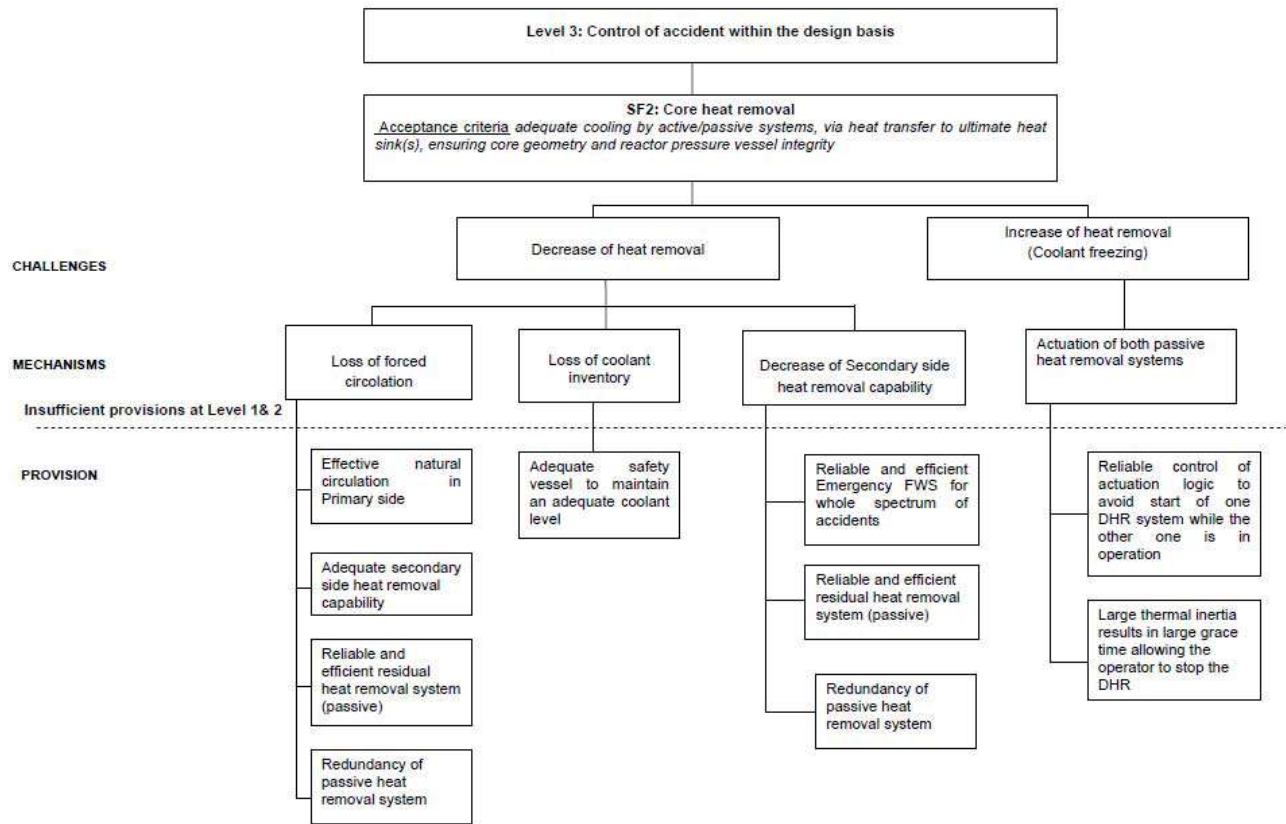 Level 3: Control of accident within the design basis
SF2: Core heat removal
Acceptance criteria adequate cooling by active/passive systems, via heat transfer to ultimate heat
sink(s), ensuring core geometry and reactor pressure vessel integrity
CHALLENGES
Decrease of heat removal
Increase of heat removal
(Coolant freezing)
MECHANISMS
Loss of forced
circolation
Loss of coolant
inventory
Decrease of Secondary side
heat removal capability
Actuation of both passive
heat removal systems
Insufficient provisions at Level 1& 2
PROVISION
Effective natural
circulation in
Primary side
Adequate secondary
side heat removal
capability
Reliable and
efficient residual
heat removal system
(passive)
Redundancy of
passive heat
removal system
Adequate safety
vessel to maintain
an adequate coolant
level
Reliable and efficient
Emergency FWS for
whole spectrum of
accidents
Reliable and efficient
residual heat removal
system (passive)
Redundancy of
passive heat
removal system
Reliable control of
actuation logic to
avoid start of one
DHR system while the
other one is in
operation
Large thermal inertia
results in large grace
time allowing the
operator to stop the
DHR